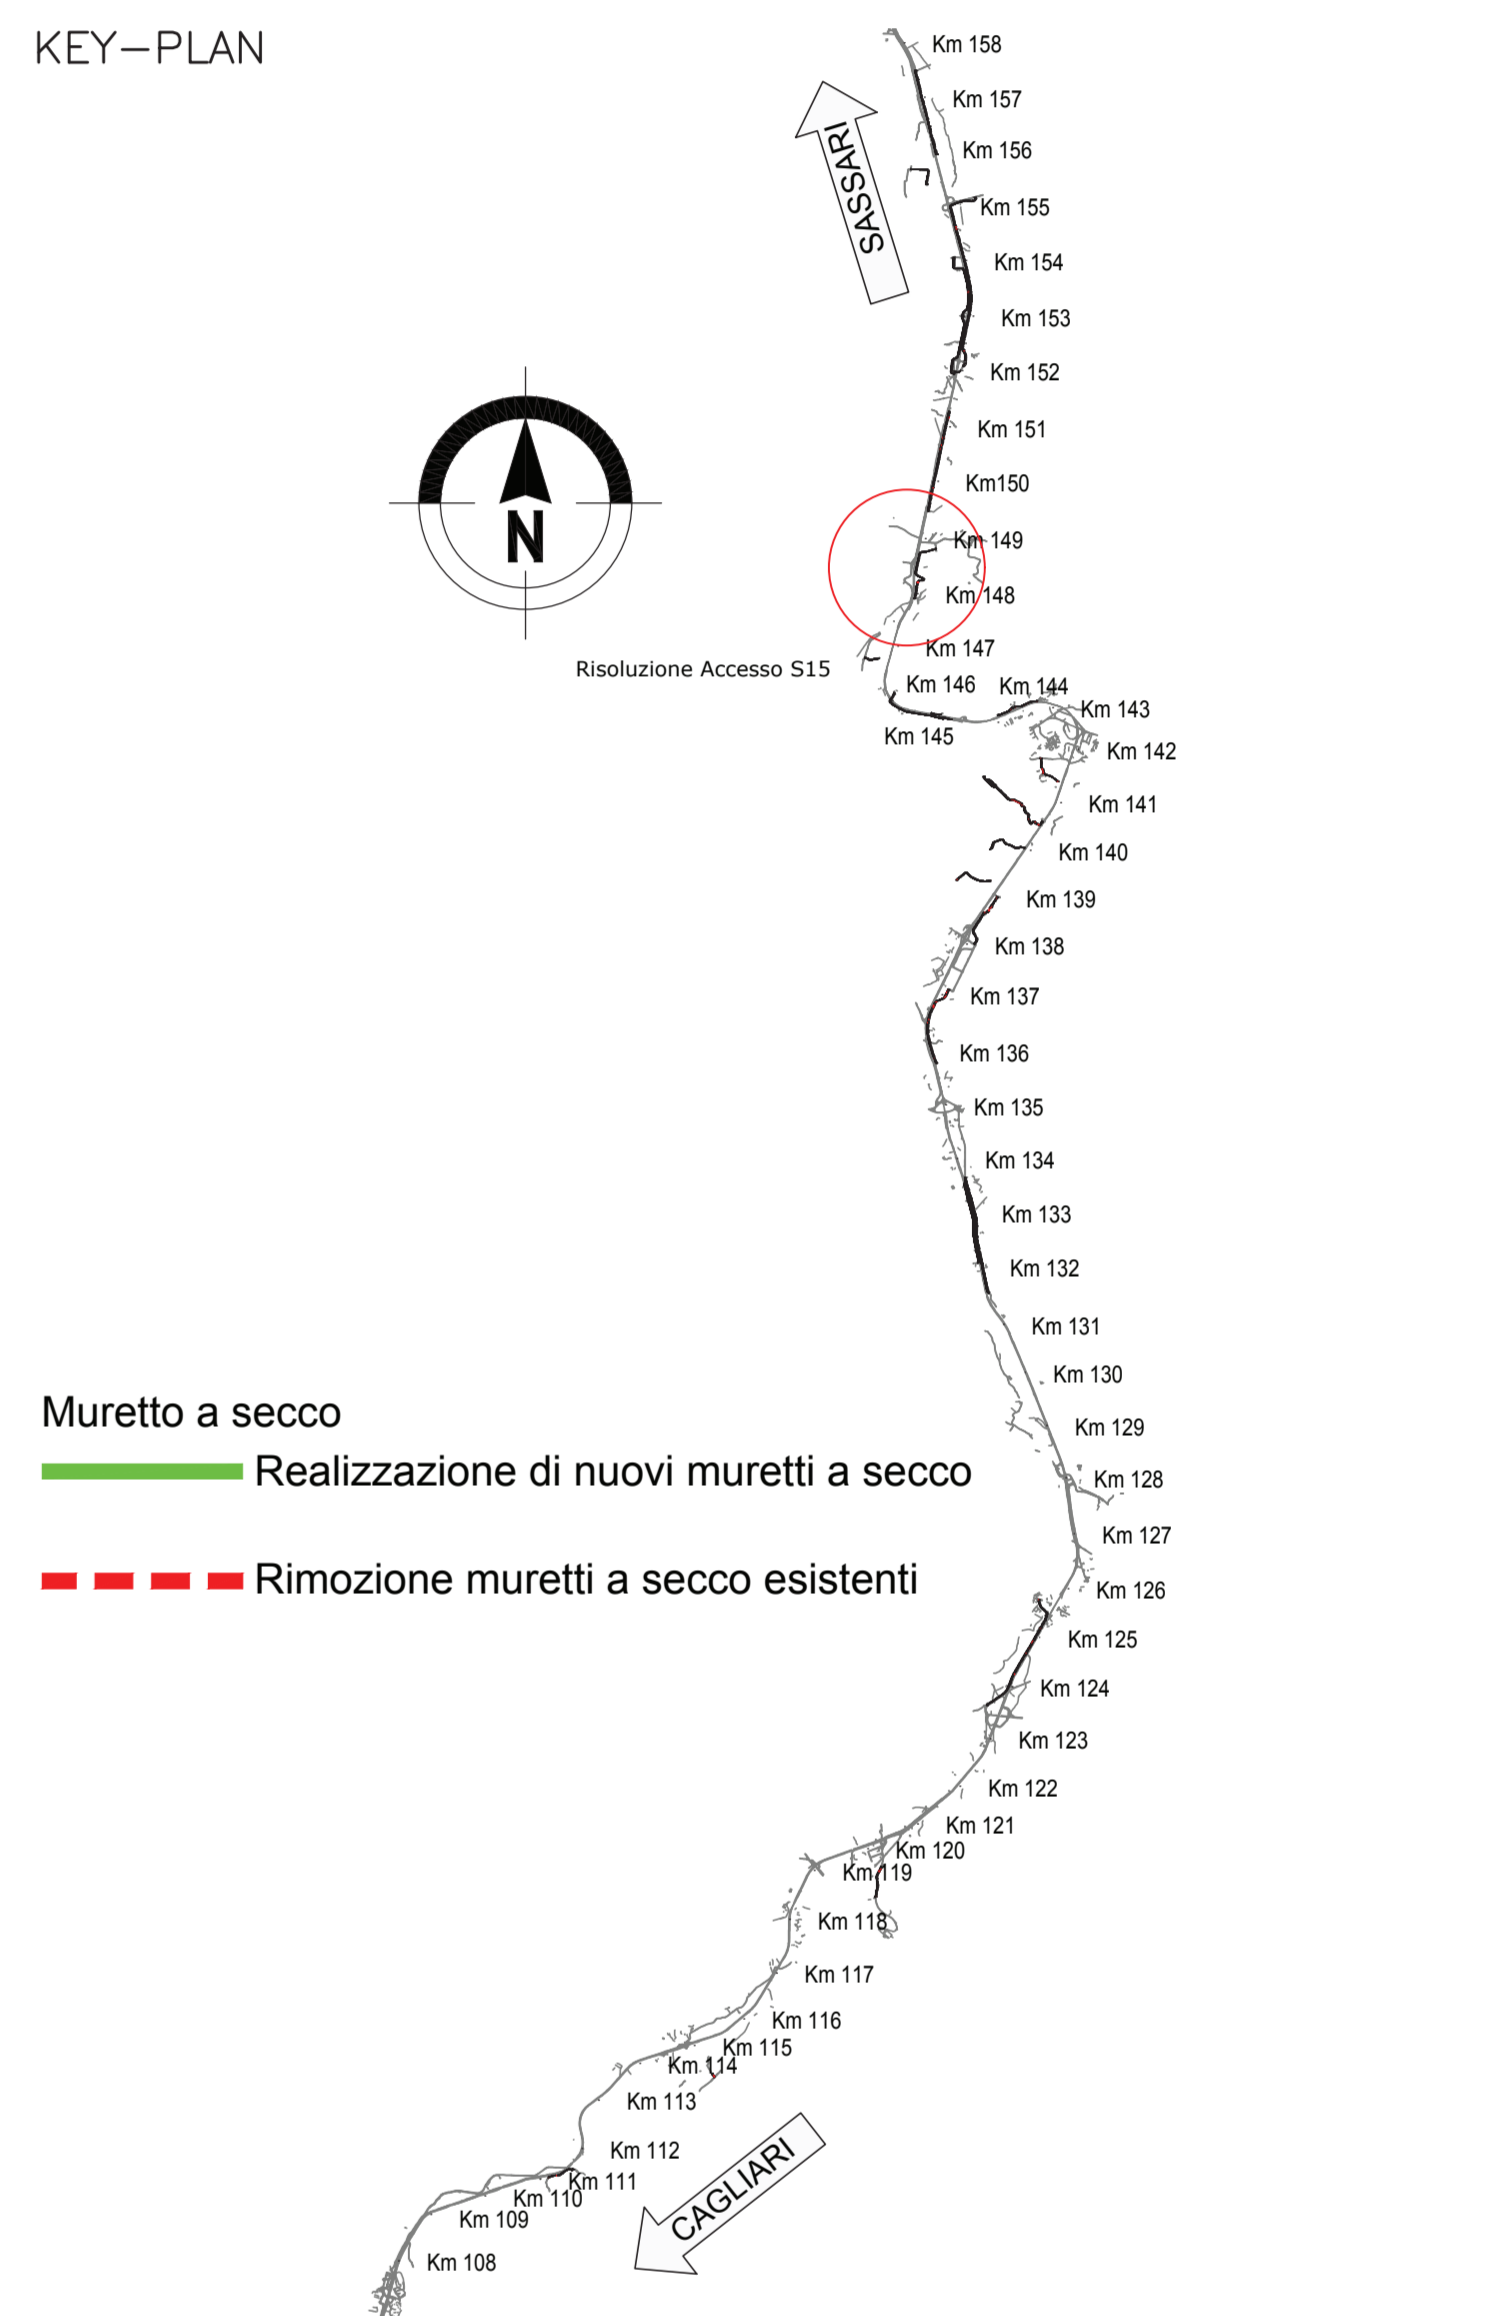 KEY-PLAN
Km 158
Km 157
SASSARI
Km 156
Km 155
Km 154
Km 153
Km 152
Km 151
Km150
N
Km 149
Km 148
Km 147
Risoluzione Accesso S15
Km 146
Km 144
Km 143
Km 145
Km 142
Km 141
Km 140
Km 139
Km 138
Km 137
Km 136
Km 135
Km 134
Km 133
Km 132
Km 131
Km 130
Muretto a secco
Km 129
Realizzazione di nuovi muretti a secco
Km 128
Km 127
Rimozione muretti a secco esistenti
Km 126
Km 125
Km 124
Km 123
Km 122
Km 121
Km 120
Km 119
Km 118
Km 117
Km 116
Km 115
Km 114
Km 113
Km 112
Km 111
CAGLIARI
Km 110
Km 109
Km 108